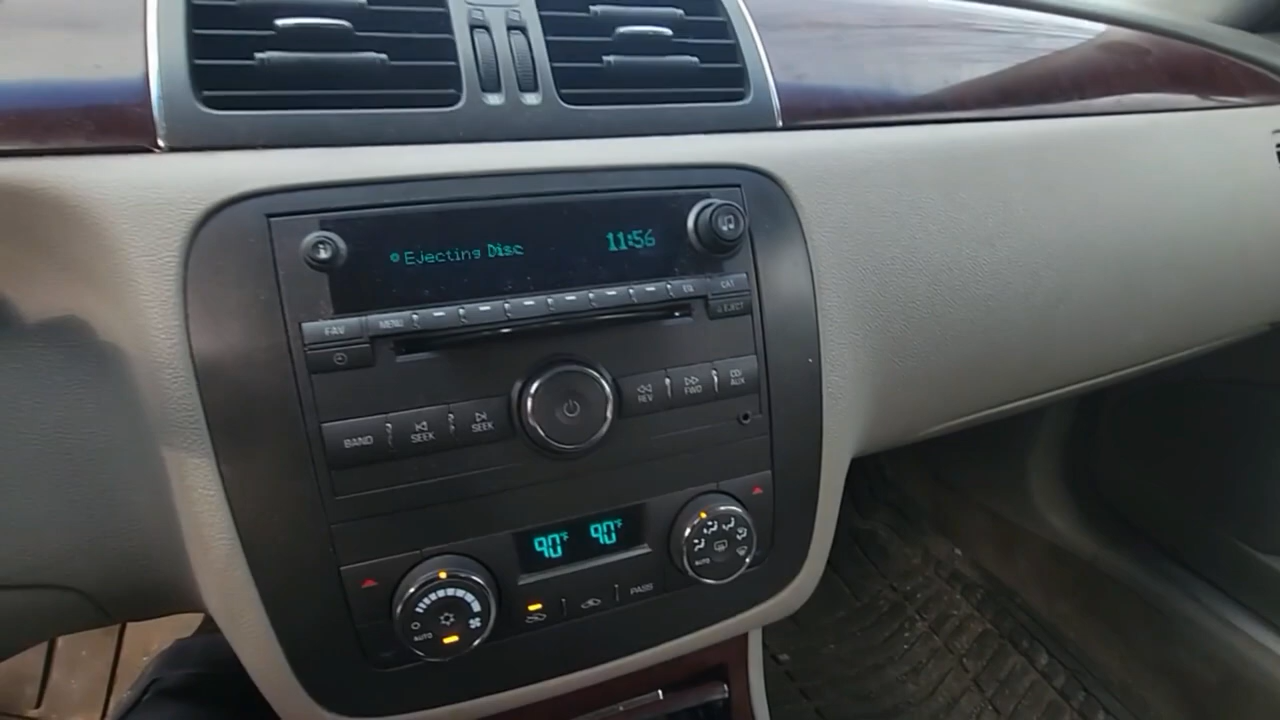 Ejecting Disc 11:56
FAV MENU EQ CAT
EJECT
BAND SEEK SEEK REV FWD CD/AUX
90°F 90°F
AUTO PASS AUTO